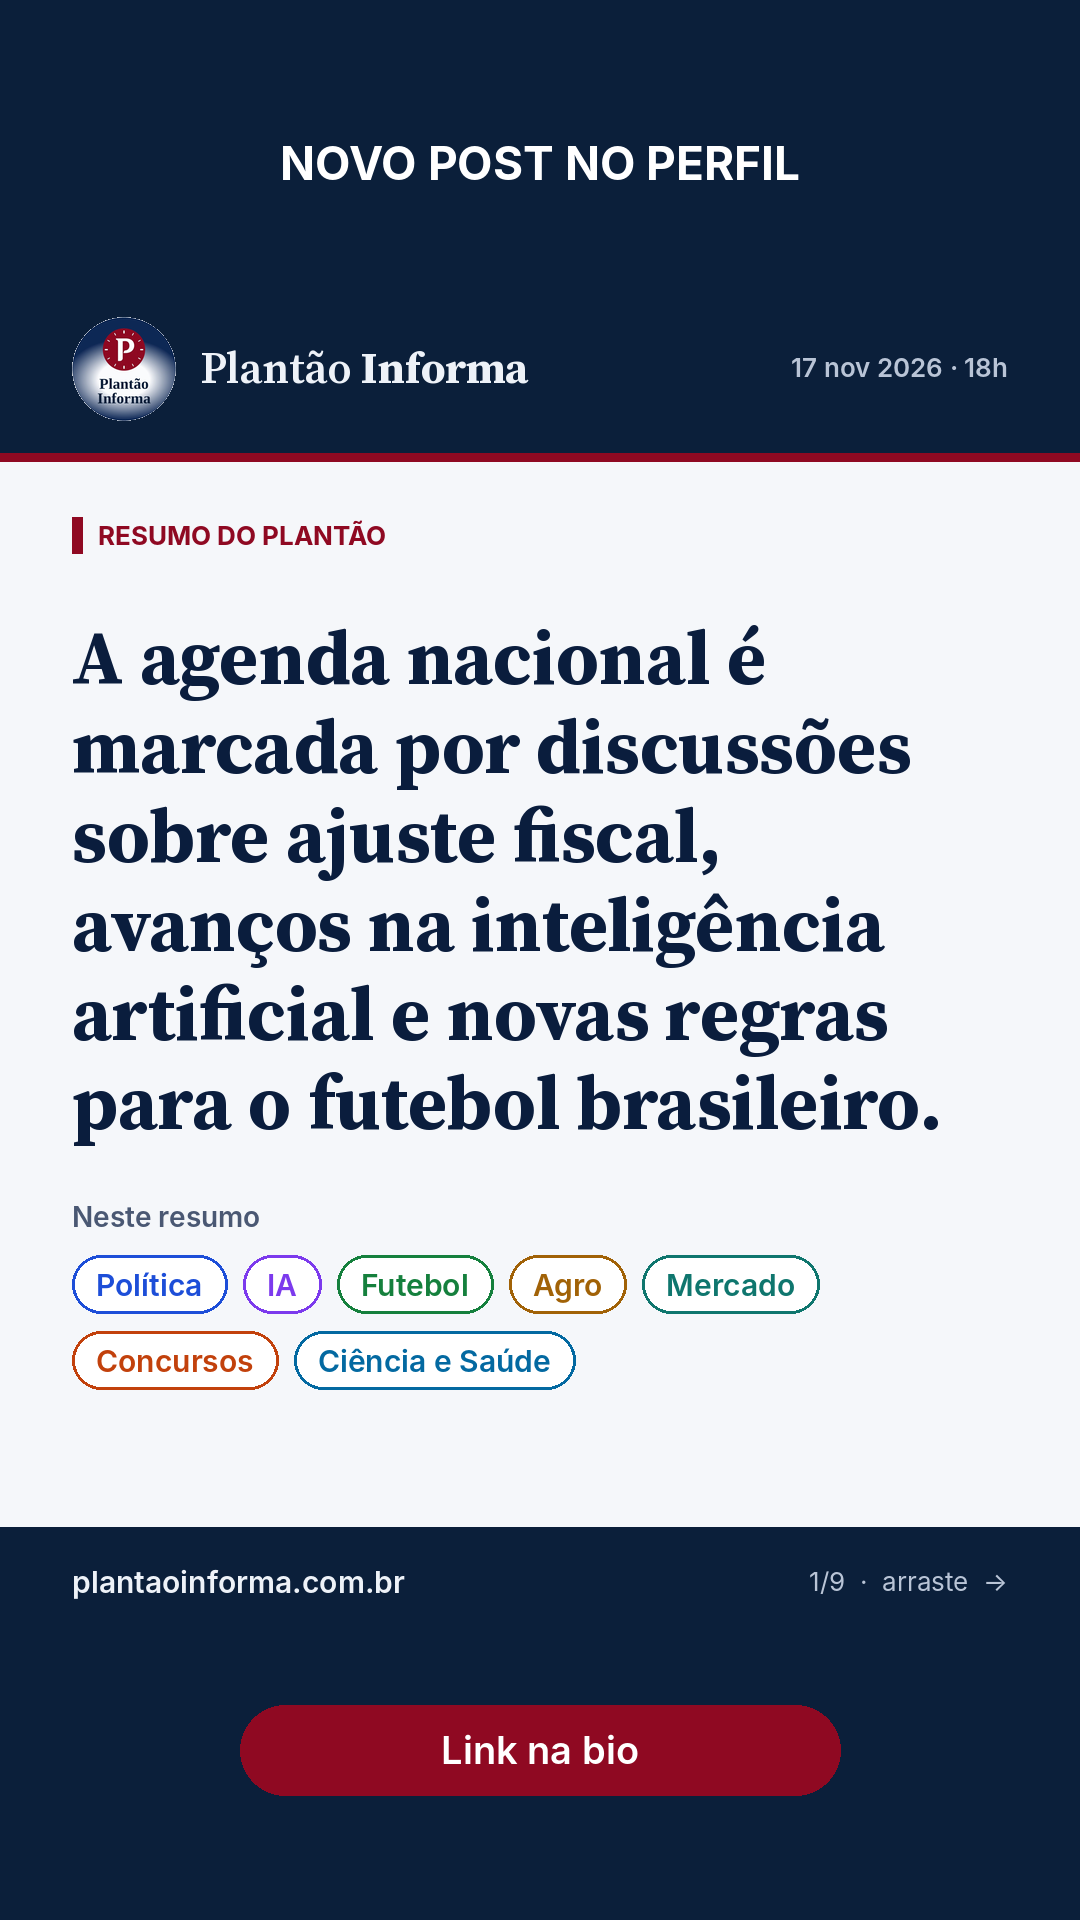 NOVO POST NO PERFIL
P
Plantão
Informa
Plantão Informa
17 nov 2026 · 18h
RESUMO DO PLANTÃO
A agenda nacional é
marcada por discussões
sobre ajuste fiscal,
avanços na inteligência
artificial e novas regras
para o futebol brasileiro.
Neste resumo
Política IA Futebol Agro Mercado
Concursos Ciência e Saúde
plantaoinforma.com.br
1/9 · arraste →
Link na bio